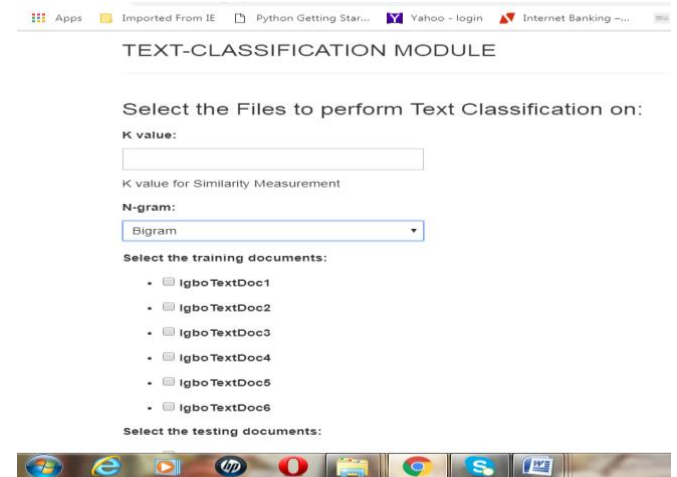 Apps Imported From IE Python Getting Star... Yahoo - login Internet Banking –...
TEXT-CLASSIFICATION MODULE
Select the Files to perform Text Classification on:
K value:
K value for Similarity Measurement
N-gram:
Bigram
Select the training documents:
• IgboTextDoc1
• IgboTextDoc2
• IgboTextDoc3
• IgboTextDoc4
• IgboTextDoc5
• IgboTextDoc6
Select the testing documents: